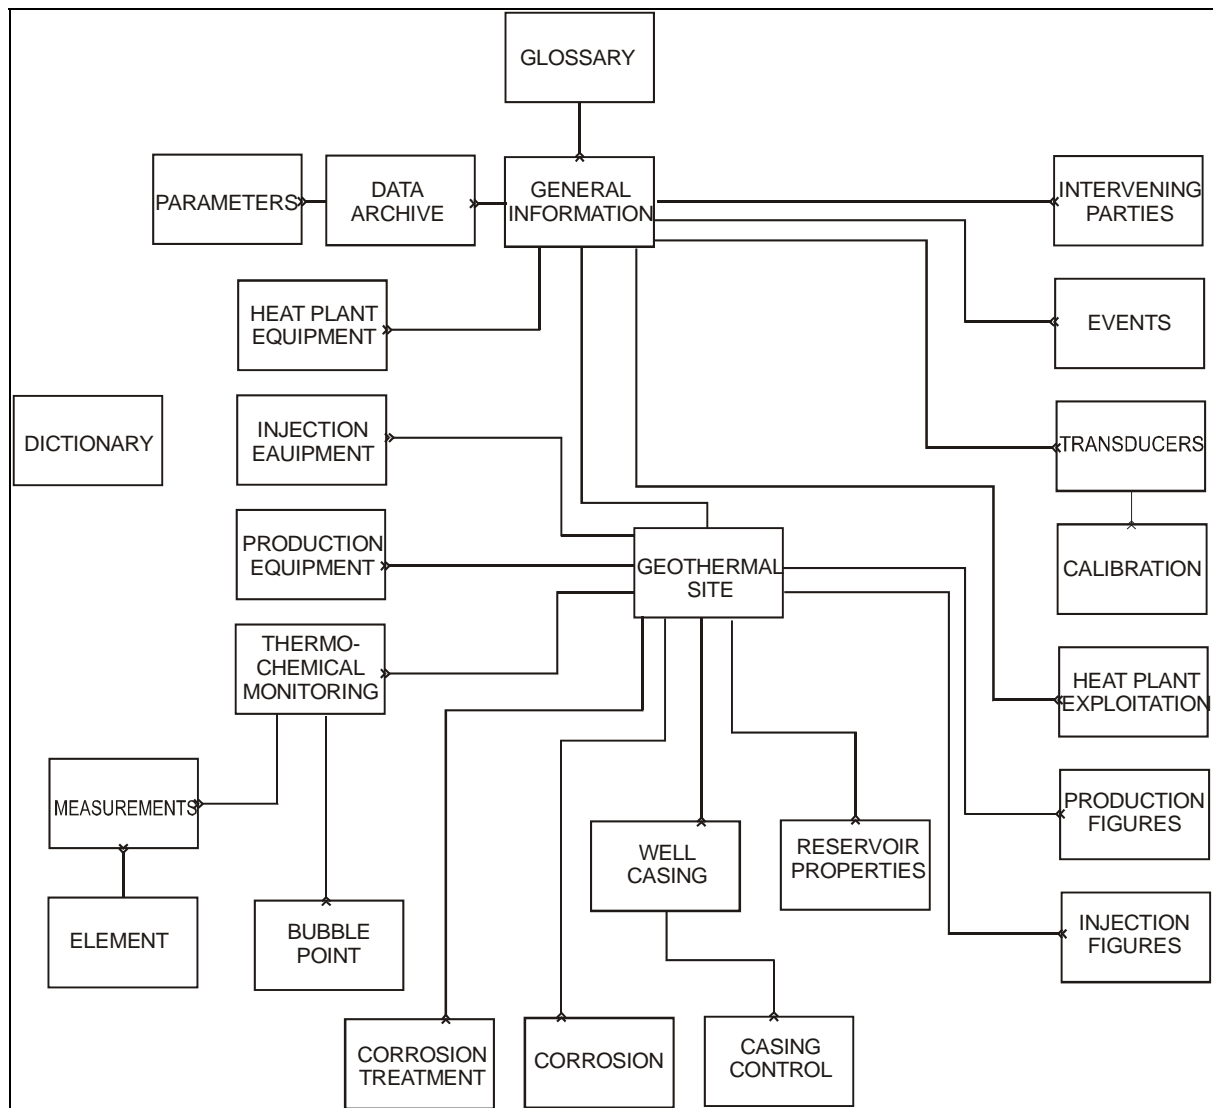 GLOSSARY
PARAMETERS
DATA
ARCHIVE
GENERAL
INFORMATION
INTERVENING
PARTIES
HEAT PLANT
EQUIPMENT
EVENTS
DICTIONARY
INJECTION
EAUIPMENT
TRANSDUCERS
PRODUCTION
EQUIPMENT
GEOTHERMAL
SITE
CALIBRATION
THERMO-
CHEMICAL
MONITORING
HEAT PLANT
EXPLOITATION
MEASUREMENTS
WELL
CASING
RESERVOIR
PROPERTIES
PRODUCTION
FIGURES
ELEMENT
BUBBLE
POINT
INJECTION
FIGURES
CORROSION
TREATMENT
CORROSION
CASING
CONTROL